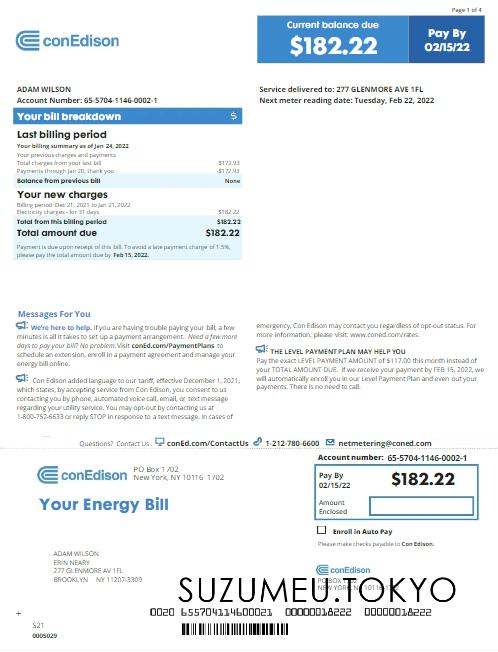 Page 1 of 4
conEdison
Current balance due
$182.22
Pay By
02/15/22
ADAM WILSON
Account Number: 65-5704-1146-0002-1
Service delivered to: 277 GLENMORE AVE 1FL
Next meter reading date: Tuesday, Feb 22, 2022
Your bill breakdown $
Last billing period
Your billing summary as of Jan 24, 2022
Your previous charges and payments
Total charges from your last bill $172.93
Payments through Jan 20, thank you -$172.93
Balance from previous bill None
Your new charges
Billing period: Dec 21, 2021 to Jan 21,2022
Electricity charges - for 31 days $182.22
Total from this billing period $182.22
Total amount due $182.22
Payment is due upon receipt of this bill. To avoid a late payment charge of 1.5%,
please pay the total amount due by Feb 15, 2022.
Messages For You
We're here to help. If you are having trouble paying your bill, a few
minutes is all it takes to set up a payment arrangement. Need a few more
days to pay your bill? No problem. Visit conEd.com/PaymentPlans to
schedule an extension, enroll in a payment agreement and manage your
energy bill online.
Con Edison added language to our tariff, effective December 1, 2021,
which states, by accepting service from Con Edison, you consent to us
contacting you by phone, automated voice call, email, or text message
regarding your utility service. You may opt-out by contacting us at
1-800-752-6633 or reply STOP in response to a text message. In cases of
emergency, Con Edison may contact you regardless of opt-out status. For
more information, please visit: www.coned.com/rates.
THE LEVEL PAYMENT PLAN MAY HELP YOU
Pay the exact LEVEL PAYMENT AMOUNT of $117.00 this month instead of
your TOTAL AMOUNT DUE. If we receive your payment by FEB 15, 2022, we
will automatically enroll you in our Level Payment Plan and even out your
payments. There is no need to call.
Questions? Contact Us. conEd.com/ContactUs 1-212-780-6600 netmetering@coned.com
conEdison
PO Box 1702
New York, NY 10116-1702
Your Energy Bill
Account number: 65-5704-1146-0002-1
Pay By
02/15/22
$182.22
Amount
Enclosed
Enroll in Auto Pay
Please make checks payable to Con Edison.
ADAM WILSON
ERIN NEARY
277 GLENMORE AV 1FL
BROOKLYN NY 11207-3309
conEdison
SUZUMEU.TOKYO
0020 655704114600021 00000018222 00000018222
S21
0005029